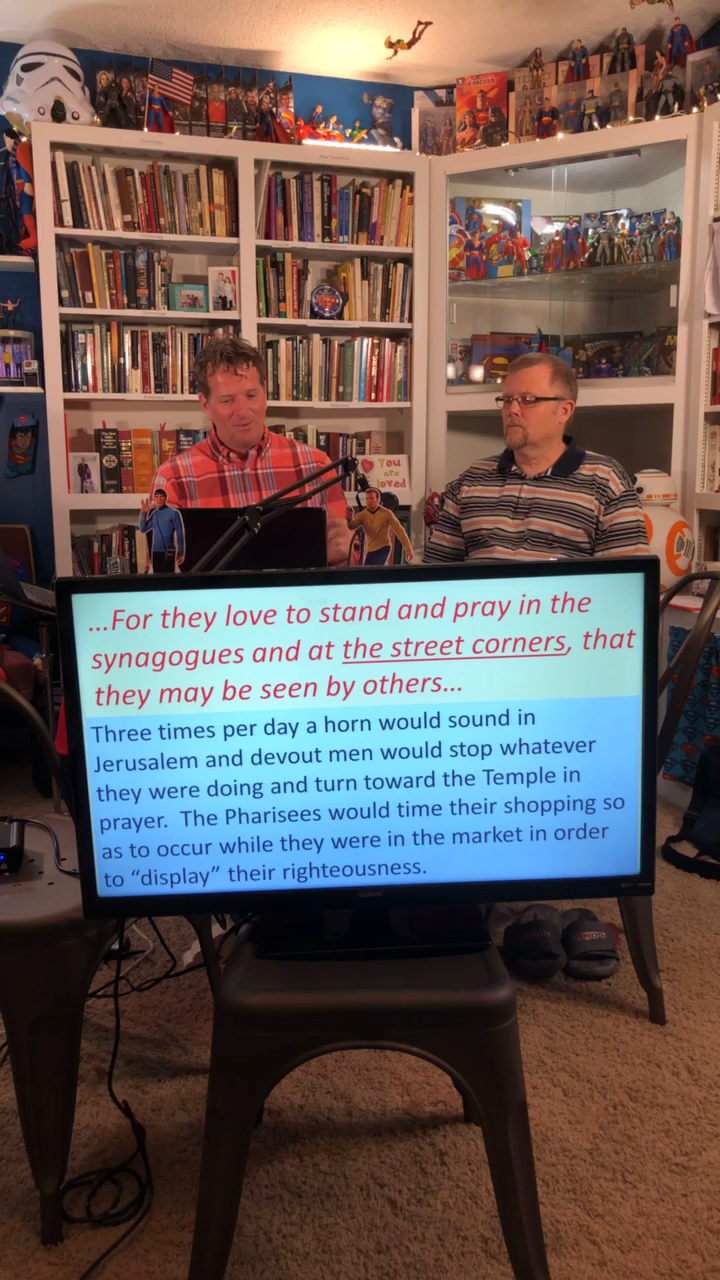 You
are
loved
...For they love to stand and pray in the
synagogues and at the street corners, that
they may be seen by others...
Three times per day a horn would sound in
Jerusalem and devout men would stop whatever
they were doing and turn toward the Temple in
prayer.  The Pharisees would time their shopping so
as to occur while they were in the market in order
to “display” their righteousness.